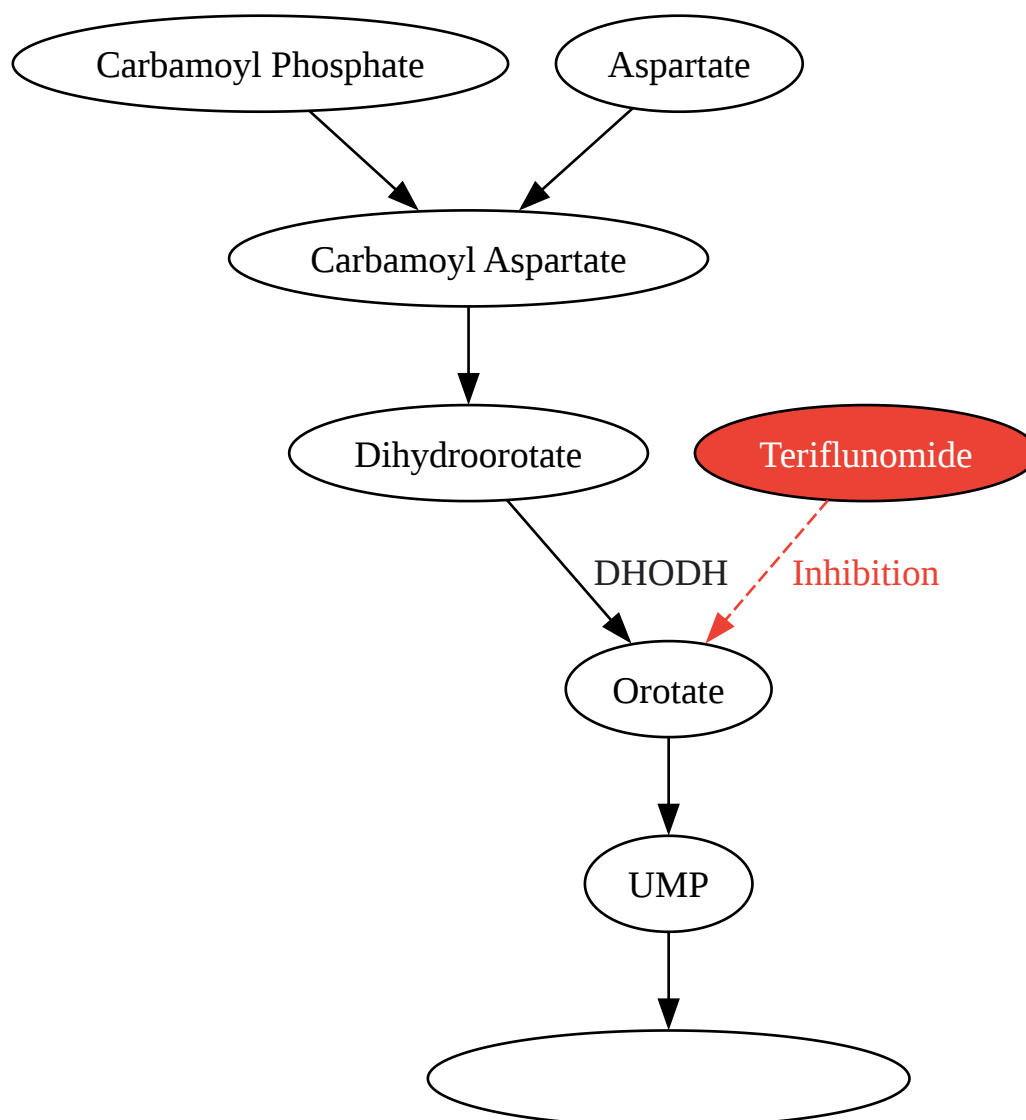 Carbamoyl Phosphate
Aspartate
Carbamoyl Aspartate
Dihydroorotate
Teriflunomide
DHODH
Inhibition
Orotate
UMP